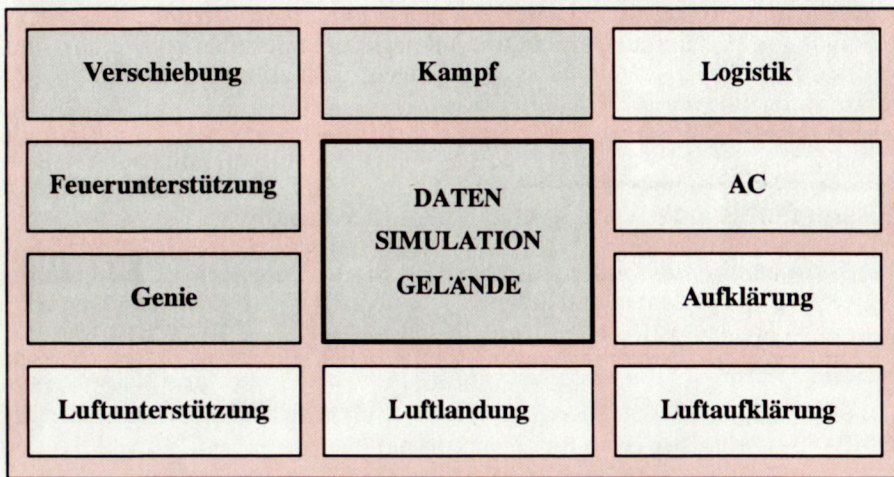 Verschiebung
Kampf
Logistik
Feuerunterstützung
DATEN
SIMULATION
GELÄNDE
AC
Genie
Aufklärung
Luftunterstützung
Luftlandung
Luftaufklärung